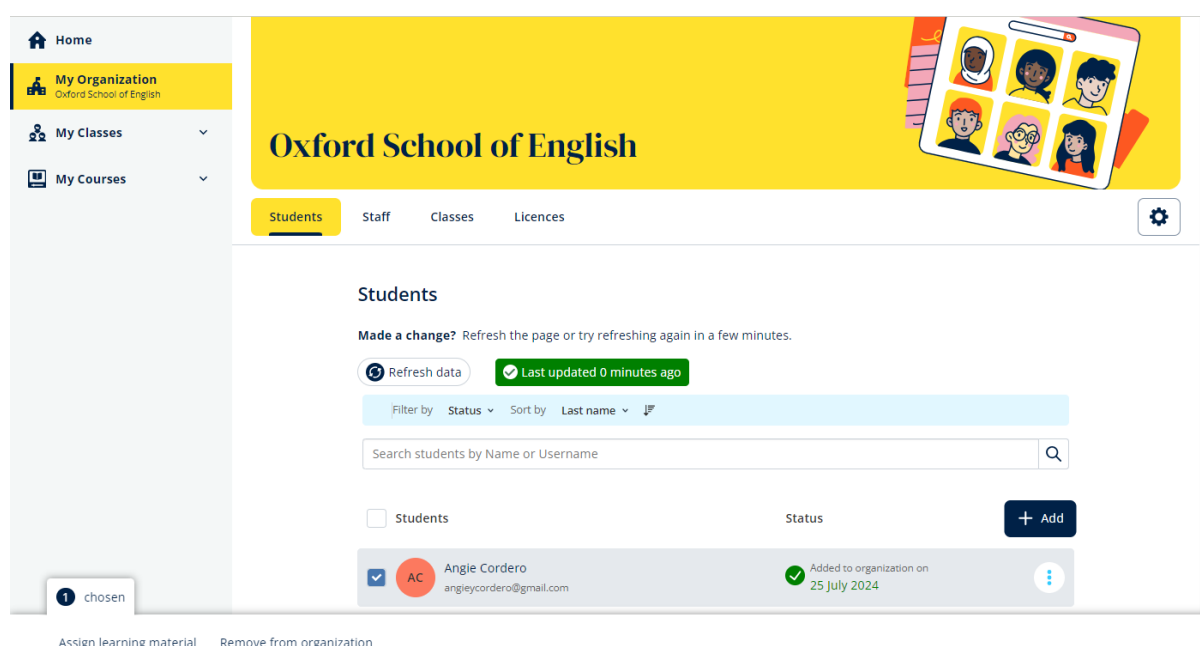 Home
My Organization
Oxford School of English
My Classes
My Courses
Oxford School of English
Students Staff Classes Licences
Students
Made a change? Refresh the page or try refreshing again in a few minutes.
Refresh data Last updated 0 minutes ago
Filter by Status Sort by Last name
Search students by Name or Username
Students Status + Add
AC Angie Cordero Added to organization on
angieycordero@gmail.com 25 July 2024
1 chosen
Assign learning material Remove from organization